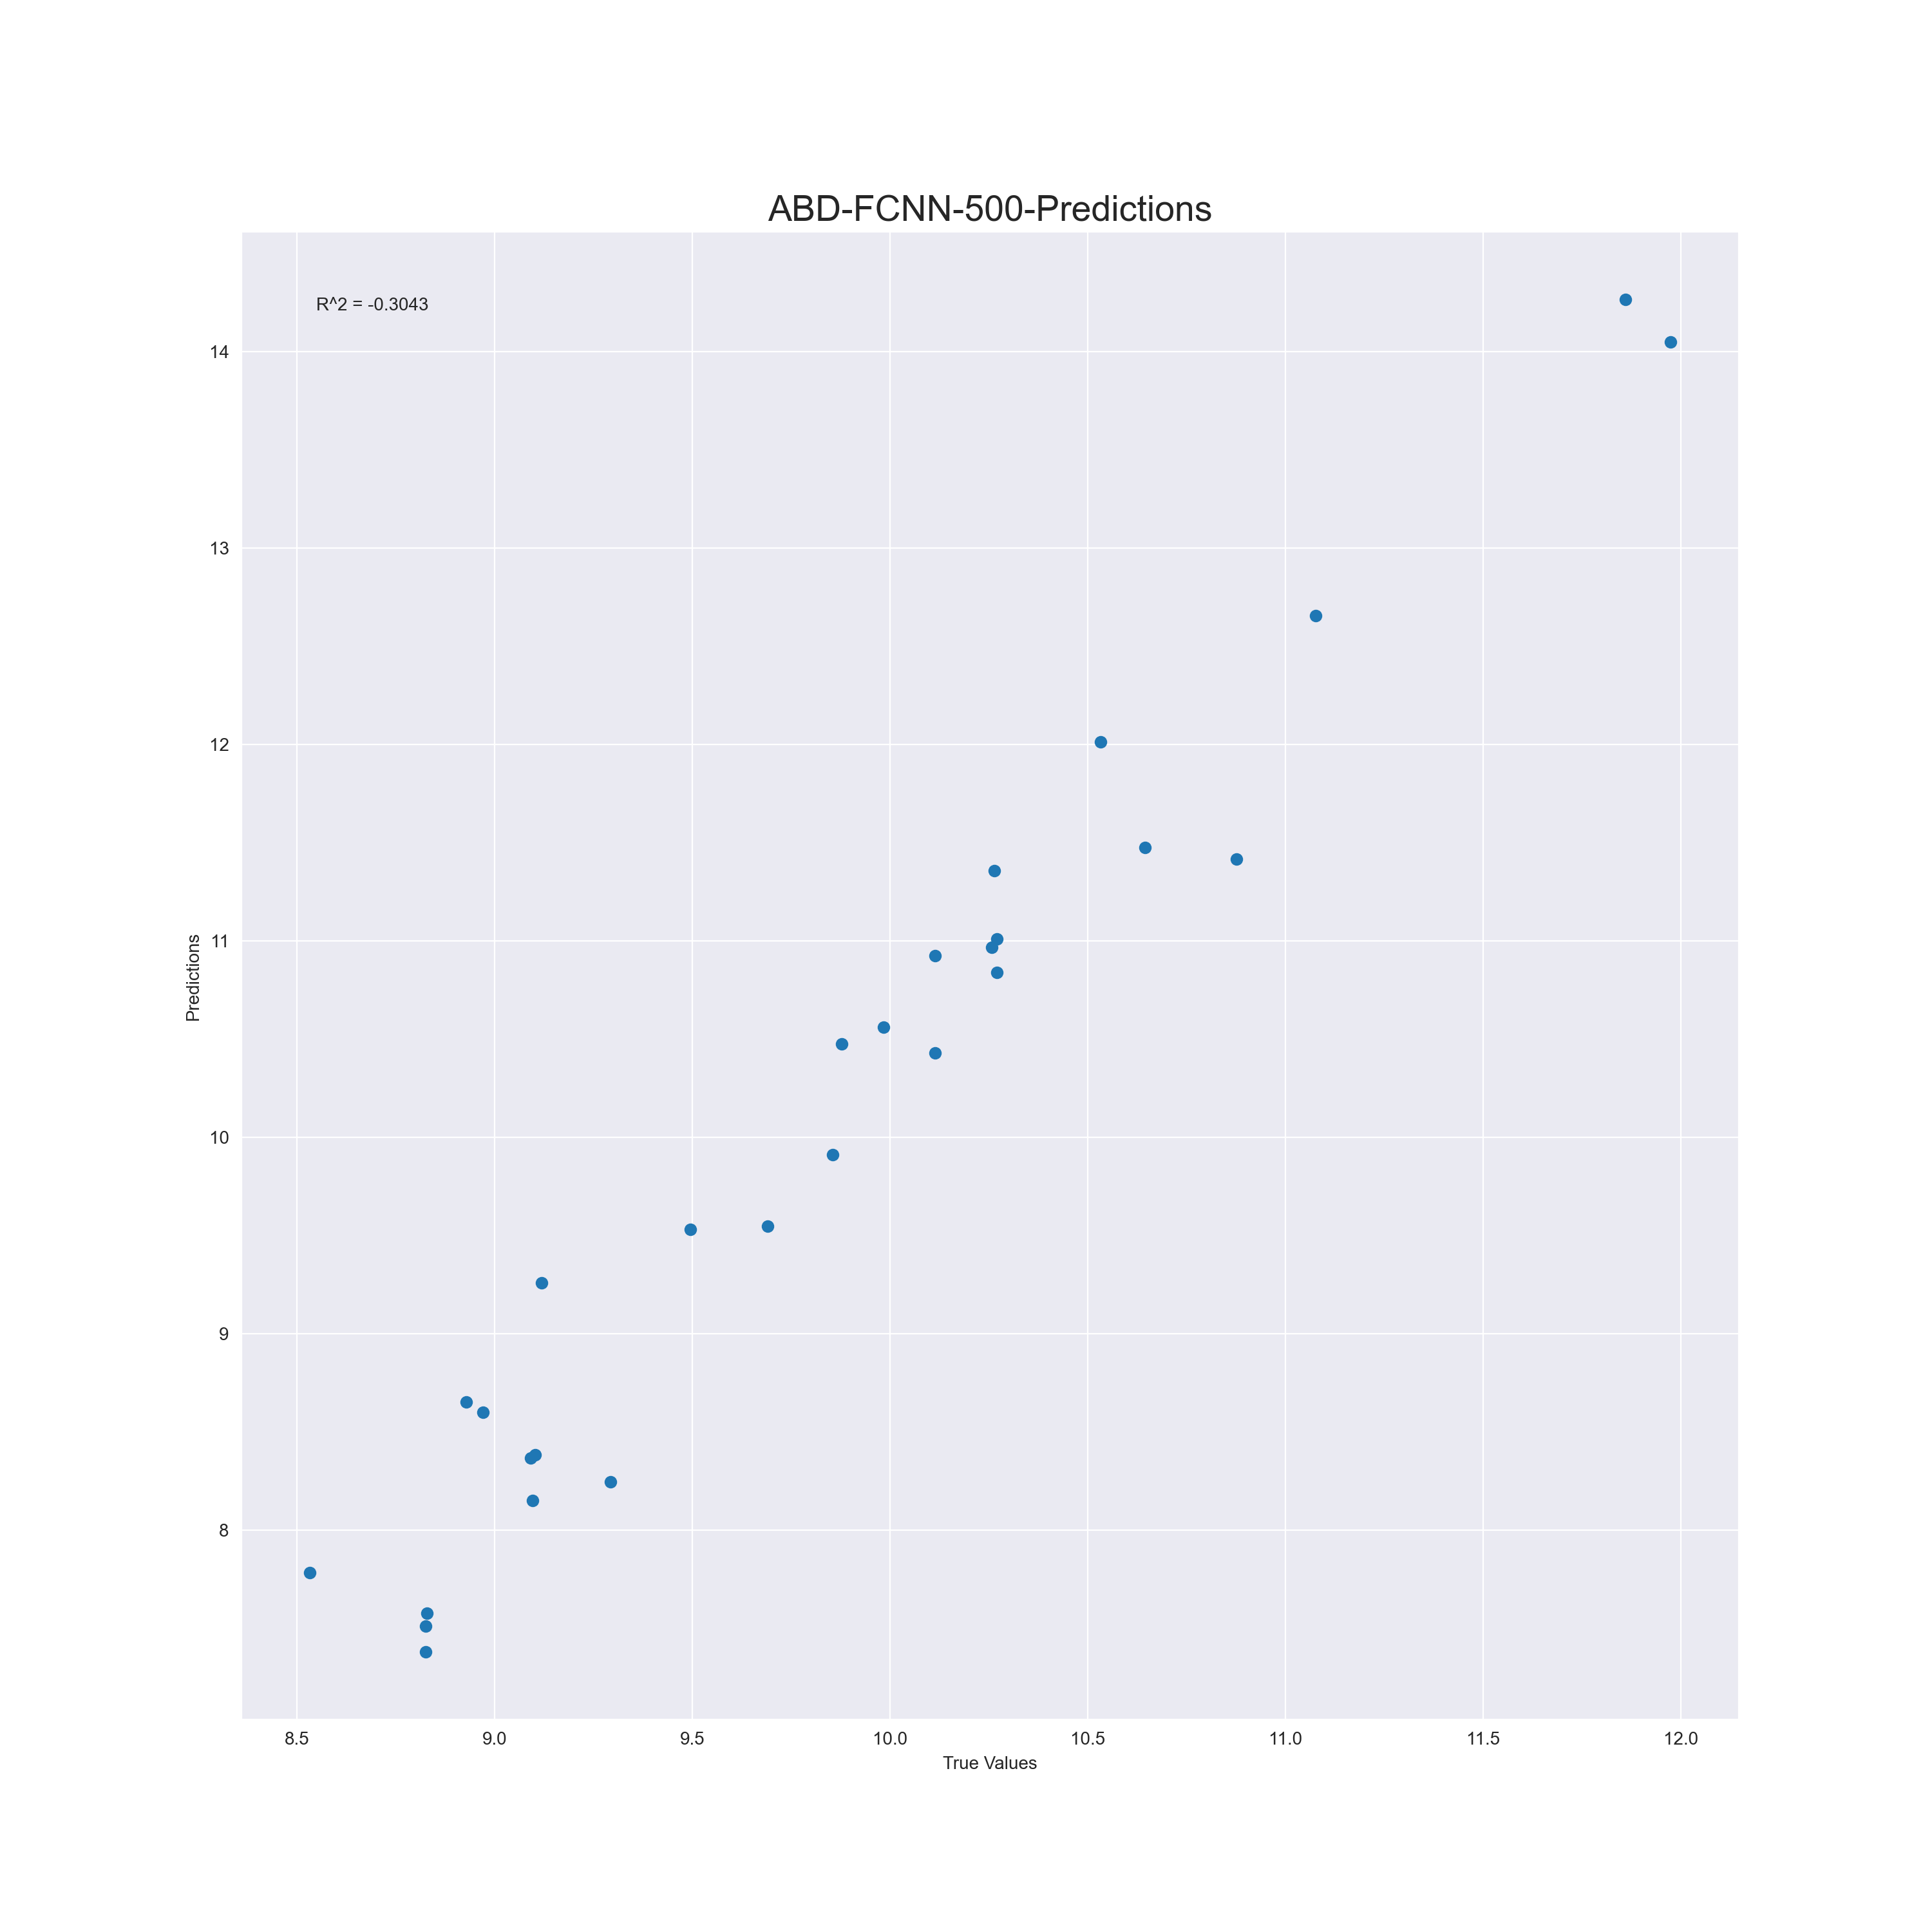 ABD-FCNN-500-Predictions
R^2 = -0.3043
14
13
12
11
10
9
8
Predictions
8.5 9.0 9.5 10.0 10.5 11.0 11.5 12.0
True Values